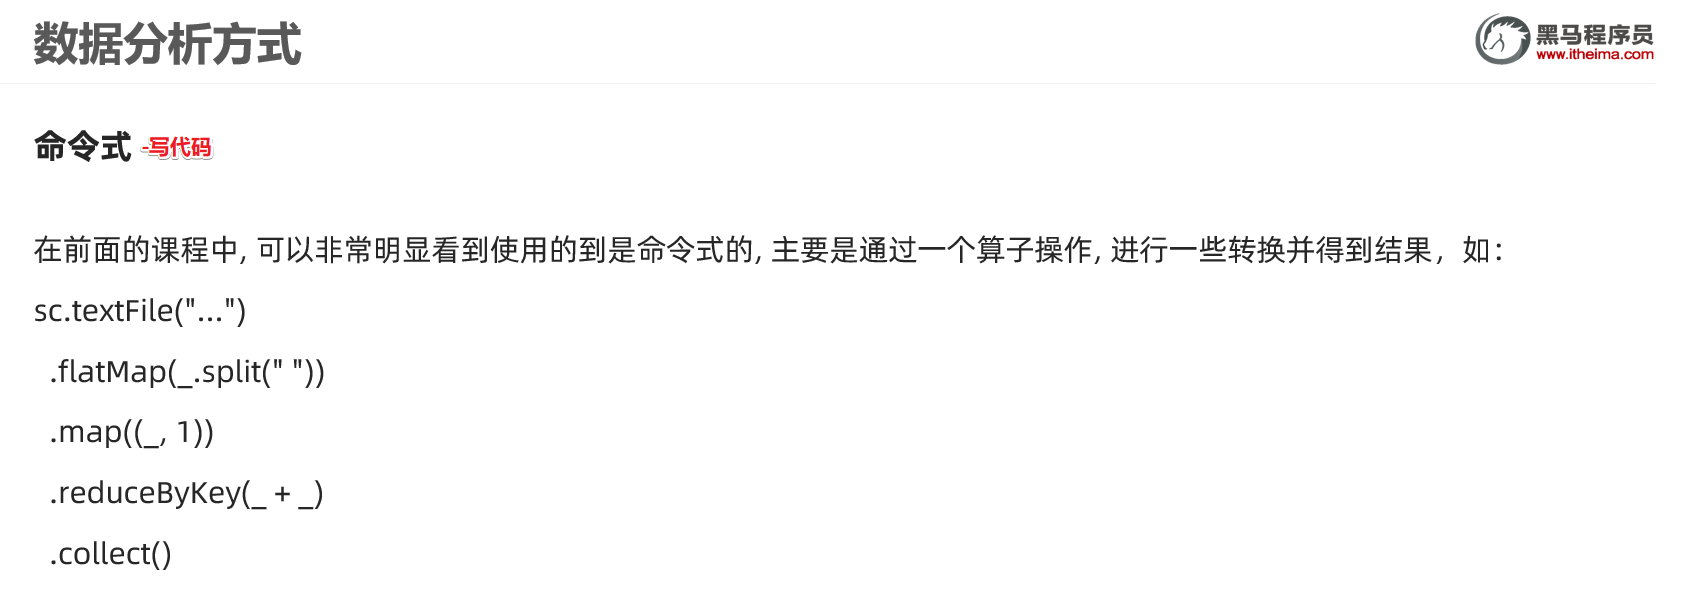 数据分析方式
黑马程序员
www.itheima.com
命令式 -写代码
在前面的课程中, 可以非常明显看到使用的到是命令式的, 主要是通过一个算子操作, 进行一些转换并得到结果，如：
sc.textFile("...")
.flatMap(_.split(" "))
.map((_, 1))
.reduceByKey(_ + _)
.collect()